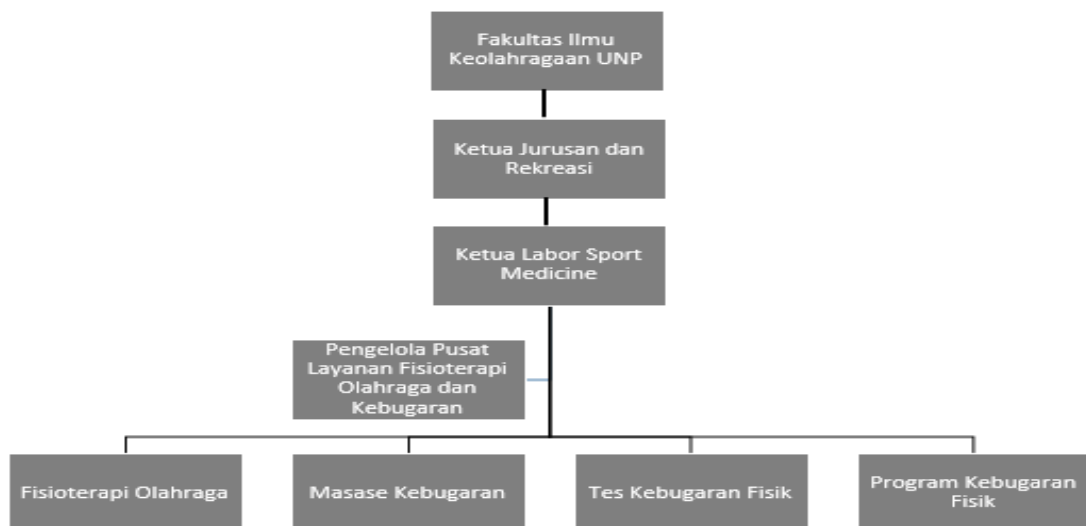 Fakultas Ilmu
Keolahragaan UNP
Ketua Jurusan dan
Rekreasi
Ketua Labor Sport
Medicine
Pengelola Pusat
Layanan Fisioterapi
Olahraga dan
Kebugaran
Fisioterapi Olahraga
Masase Kebugaran
Tes Kebugaran Fisik
Program Kebugaran
Fisik